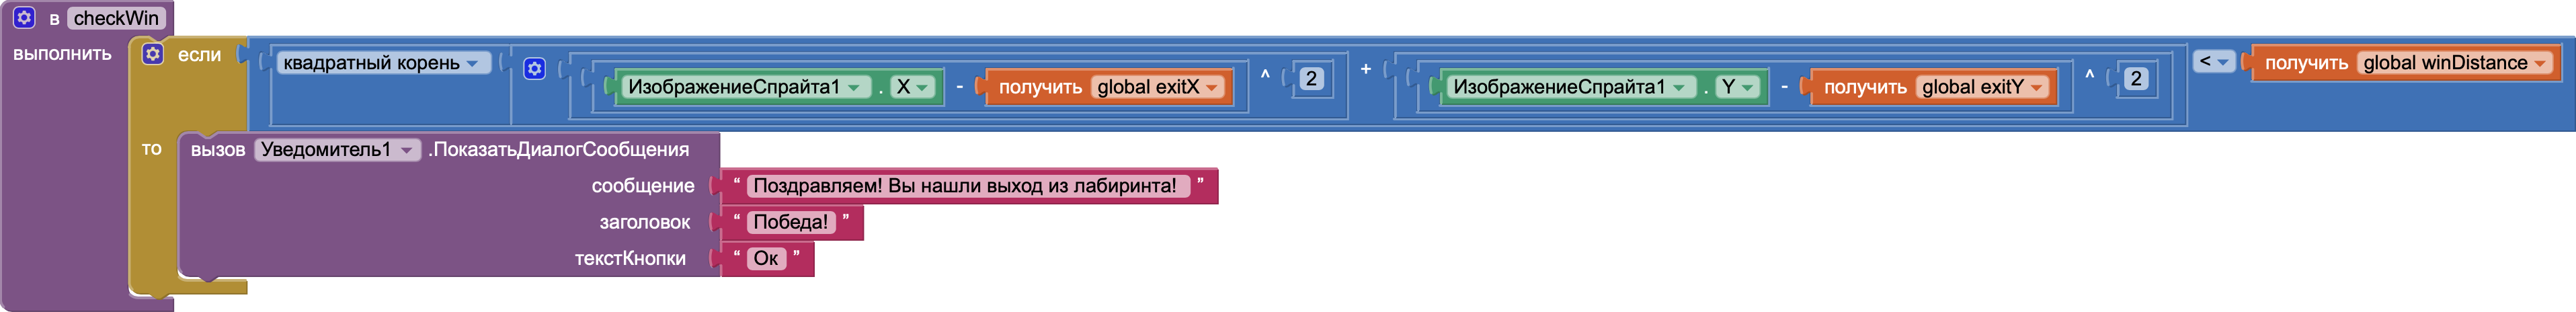 в checkWin
выполнить если квадратный корень ИзображениеСпрайта1 . X - получить global exitX ^ 2 + ИзображениеСпрайта1 . Y - получить global exitY ^ 2 < получить global winDistance
то вызов Уведомитель1 .ПоказатьДиалогСообщения
сообщение “ Поздравляем! Вы нашли выход из лабиринта! ”
заголовок “ Победа! ”
текстКнопки “ Ок ”